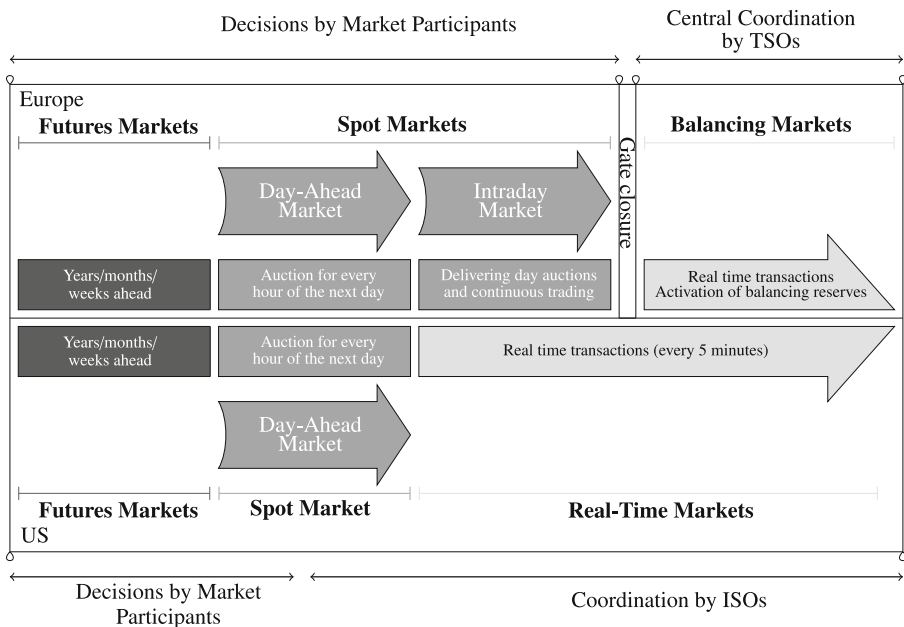 Decisions by Market Participants
Central Coordination
by TSOs
Europe
Futures Markets
Spot Markets
Balancing Markets
Gate closure
Day-Ahead
Market
Intraday
Market
Years/months/
weeks ahead
Auction for every
hour of the next day
Delivering day auctions
and continuous trading
Real time transactions
Activation of balancing reserves
Years/months/
weeks ahead
Auction for every
hour of the next day
Real time transactions (every 5 minutes)
Day-Ahead
Market
Futures Markets
Spot Market
Real-Time Markets
US
Decisions by Market
Participants
Coordination by ISOs